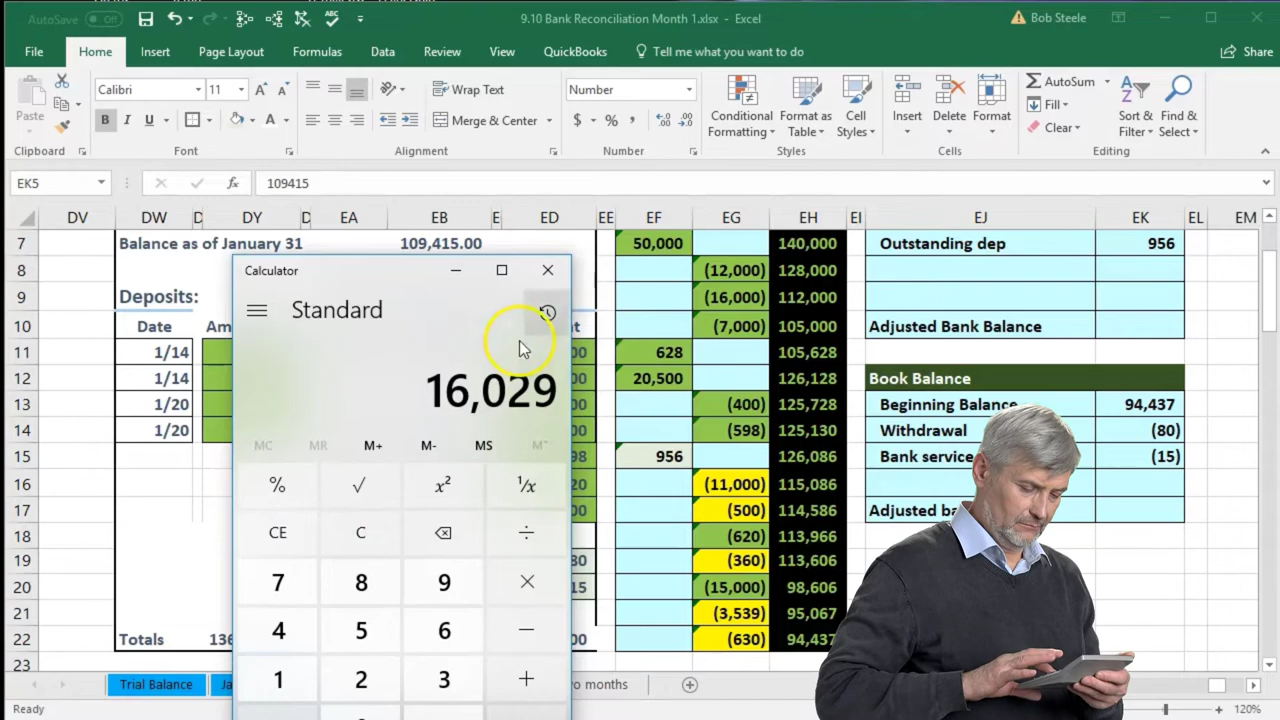 AutoSave Off 9.10 Bank Reconciliation Month 1.xlsx - Excel Bob Steele
File Home Insert Page Layout Formulas Data Review View QuickBooks Tell me what you want to do Share
Calibri 11 Wrap Text Number AutoSum
Paste Merge & Center Conditional Formatting Format as Table Cell Styles Insert Delete Format Fill Sort & Filter Find & Select
B I U A $ % , Clear
Clipboard Font Alignment Number Styles Cells Editing
EK5 fx 109415
DV DW D DY D EA EB E ED EE EF EG EH EI EJ EK EL EM
7 Balance as of January 31 109,415.00 50,000 140,000 Outstanding dep 956
8 Calculator (12,000) 128,000
9 Deposits: Standard (16,000) 112,000
10 Date (7,000) 105,000 Adjusted Bank Balance
11 1/14 628 105,628
12 1/14 16,029 20,500 126,128 Book Balance
13 1/20 (400) 125,728 Beginning Balance 94,437
14 1/20 MC MR M+ M- MS (598) 125,130 Withdrawal (80)
15 956 126,086 Bank service (15)
16 % √ x² ¹/x (11,000) 115,086
17 (500) 114,586
18 CE C ÷ (620) 113,966
19 7 8 9 × (360) 113,606
20 (15,000) 98,606
21 4 5 6 − (3,539) 95,067
22 Totals (630) 94,437
23 1 2 3 +
Trial Balance
Ready 120%